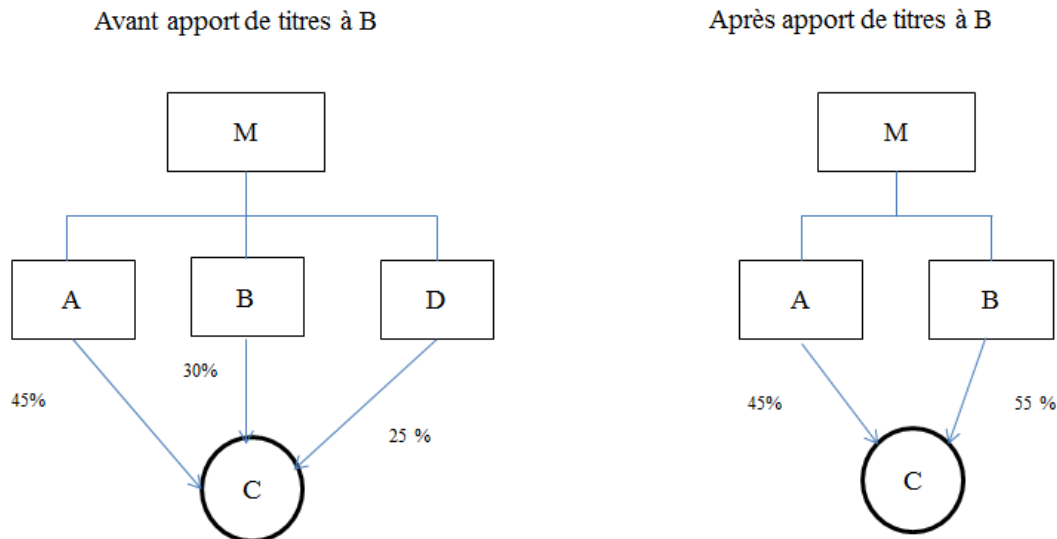 Avant apport de titres à B
Après apport de titres à B
M
A
B
D
45%
30%
25 %
C
M
A
B
45%
55 %
C